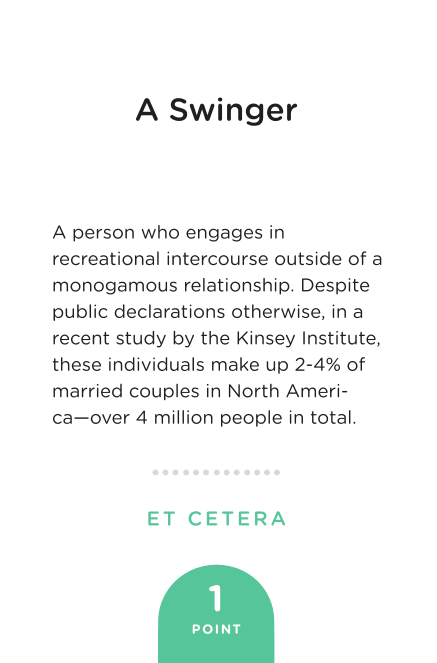 A Swinger
A person who engages in
recreational intercourse outside of a
monogamous relationship. Despite
public declarations otherwise, in a
recent study by the Kinsey Institute,
these individuals make up 2-4% of
married couples in North Ameri-
ca—over 4 million people in total.
ET CETERA
1
POINT